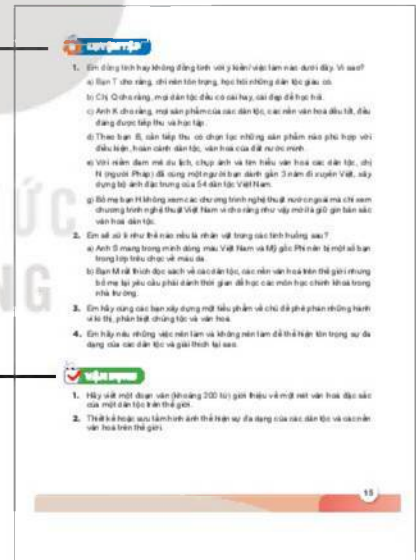 LUYỆN TẬP
1. Em đồng tình hay không đồng tình với ý kiến/việc làm nào dưới đây. Vì sao?
a) Bạn T cho rằng, chỉ nên tôn trọng, học hỏi những dân tộc giàu có.
b) Chị Q cho rằng, mọi dân tộc đều có cái hay, cái đẹp để học hỏi.
c) Anh K cho rằng, mọi sản phẩm của các dân tộc, các nền văn hoá đều tốt, đều
đáng được tiếp thu và học tập.
d) Theo bạn B, cần tiếp thu có chọn lọc những sản phẩm nào phù hợp với
điều kiện, hoàn cảnh dân tộc, văn hoá của đất nước mình.
e) Với niềm đam mê du lịch, chụp ảnh và tìm hiểu văn hoá các dân tộc, chị
N (người Pháp) đã cùng một người bạn dành gần 3 năm đi xuyên Việt, xây
dựng bộ ảnh đặc trưng của 54 dân tộc Việt Nam.
g) Bố mẹ bạn H không xem các chương trình nghệ thuật nước ngoài mà chỉ xem
chương trình nghệ thuật Việt Nam vì cho rằng như vậy mới là giữ gìn bản sắc
văn hoá dân tộc.
2. Em sẽ xử lí như thế nào nếu là nhân vật trong các tình huống sau?
a) Anh S mang trong mình dòng máu Việt Nam và Mỹ gốc Phi nên bị một số bạn
trong lớp trêu chọc về màu da.
b) Bạn M rất thích đọc sách về các dân tộc, các nền văn hoá trên thế giới nhưng
bố mẹ lại yêu cầu phải dành thời gian để học các môn học chính khoá trong
nhà trường.
3. Em hãy cùng các bạn xây dựng một tiểu phẩm về chủ đề phê phán những hành
vi kì thị, phân biệt chủng tộc và văn hoá.
4. Em hãy nêu những việc nên làm và không nên làm để thể hiện tôn trọng sự đa
dạng của các dân tộc và giải thích tại sao.
VẬN DỤNG
1. Hãy viết một đoạn văn (khoảng 200 từ) giới thiệu về một nét văn hoá đặc sắc
của một dân tộc trên thế giới.
2. Thiết kế hoặc sưu tầm hình ảnh thể hiện sự đa dạng của các dân tộc và các nền
văn hoá trên thế giới.
15